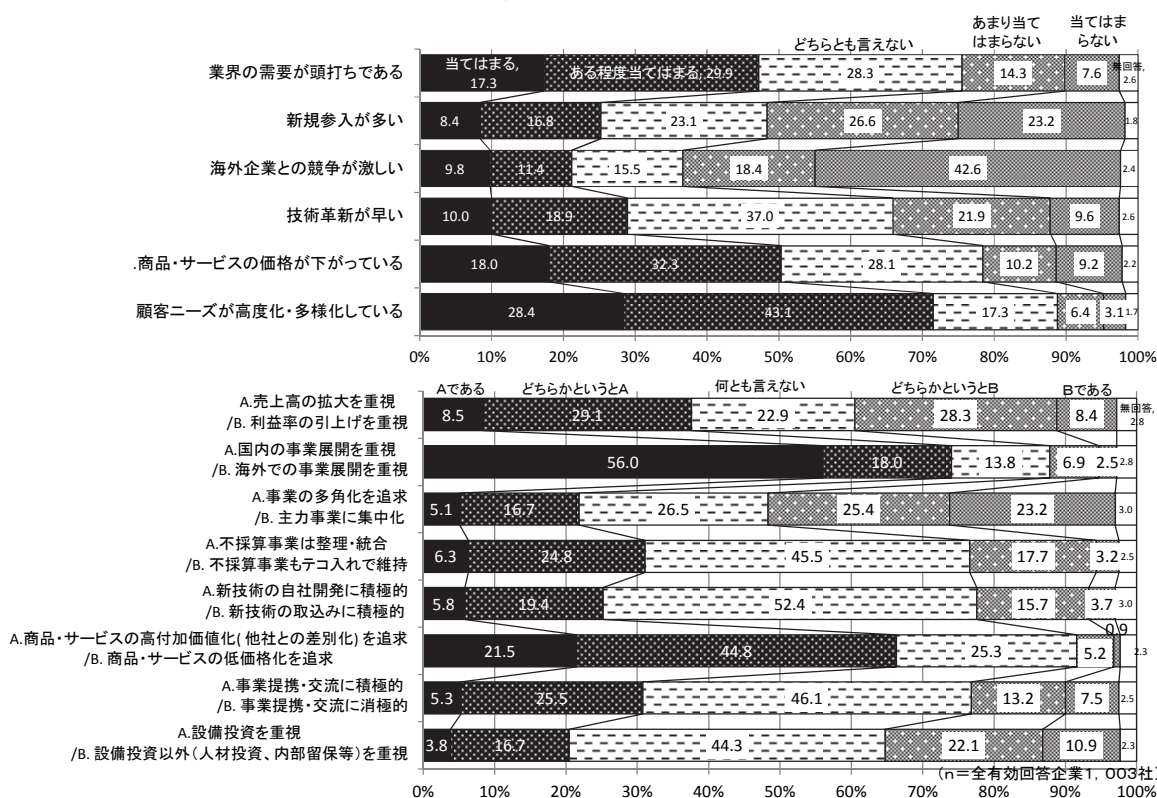 あまり当て 当てはま
どちらとも言えない はまらない らない
業界の需要が頭打ちである 当てはまる, 17.3 ある程度当てはまる, 29.9 28.3 14.3 7.6 無回答, 2.6
新規参入が多い 8.4 16.8 23.1 26.6 23.2 1.8
海外企業との競争が激しい 9.8 11.4 15.5 18.4 42.6 2.4
技術革新が早い 10.0 18.9 37.0 21.9 9.6 2.6
.商品・サービスの価格が下がっている 18.0 32.3 28.1 10.2 9.2 2.2
顧客ニーズが高度化・多様化している 28.4 43.1 17.3 6.4 3.1 1.7
0% 10% 20% 30% 40% 50% 60% 70% 80% 90% 100%
Aである どちらかというとA 何とも言えない どちらかというとB Bである
A.売上高の拡大を重視
/B. 利益率の引上げを重視 8.5 29.1 22.9 28.3 8.4 無回答, 2.8
A.国内の事業展開を重視
/B. 海外での事業展開を重視 56.0 18.0 13.8 6.9 2.5 2.8
A.事業の多角化を追求
/B. 主力事業に集中化 5.1 16.7 26.5 25.4 23.2 3.0
A.不採算事業は整理・統合
/B. 不採算事業もテコ入れで維持 6.3 24.8 45.5 17.7 3.2 2.5
A.新技術の自社開発に積極的
/B. 新技術の取込みに積極的 5.8 19.4 52.4 15.7 3.7 3.0
A.商品・サービスの高付加価値化( 他社との差別化) を追求
/B. 商品・サービスの低価格化を追求 21.5 44.8 25.3 5.2 0.9 2.3
A.事業提携・交流に積極的
/B. 事業提携・交流に消極的 5.3 25.5 46.1 13.2 7.5 2.5
A.設備投資を重視
/B. 設備投資以外(人材投資、内部留保等)を重視 3.8 16.7 44.3 22.1 10.9 2.3
(n=全有効回答企業1, 003社)
0% 10% 20% 30% 40% 50% 60% 70% 80% 90% 100%